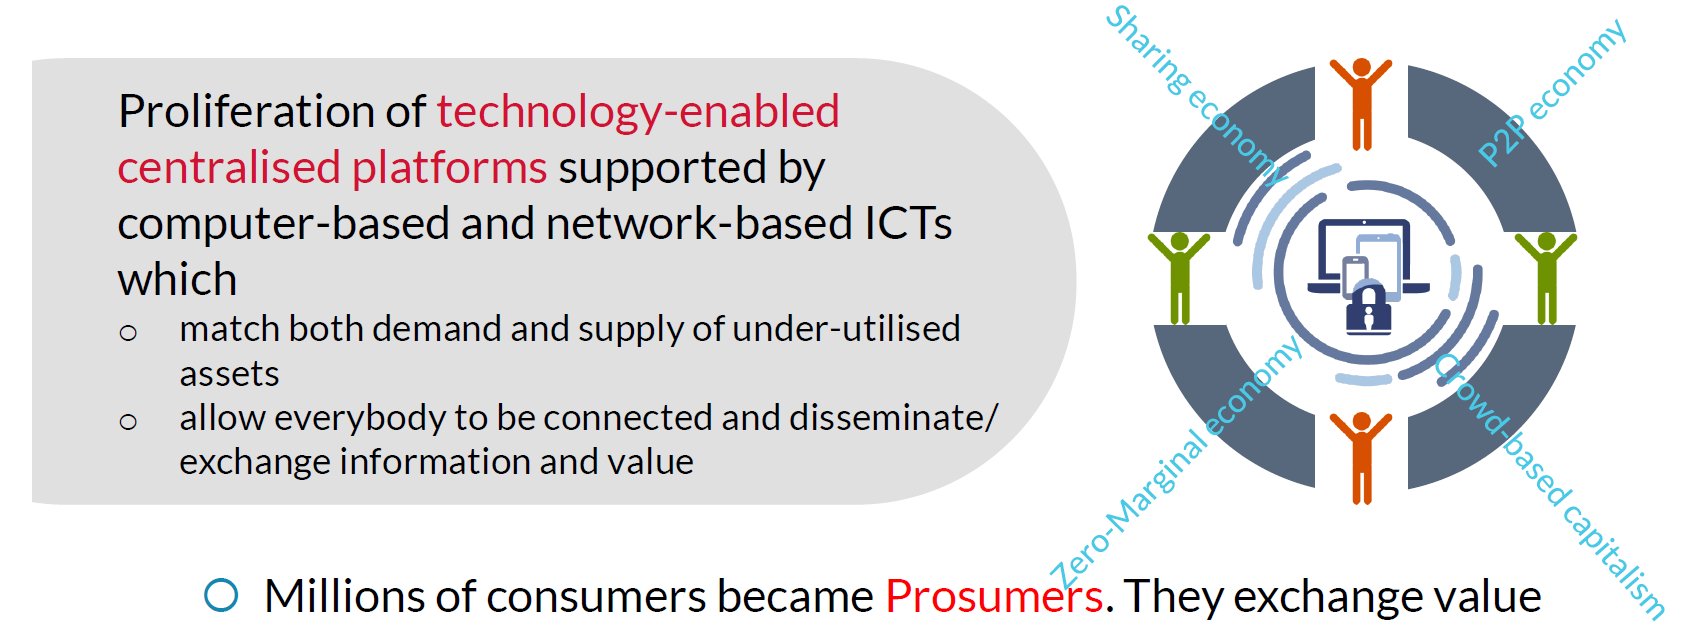 Proliferation of technology-enabled
centralised platforms supported by
computer-based and network-based ICTs
which
o match both demand and supply of under-utilised
assets
o allow everybody to be connected and disseminate/
exchange information and value
Sharing economy
P2P economy
Zero-Marginal economy
Crowd-based capitalism
Millions of consumers became Prosumers. They exchange value